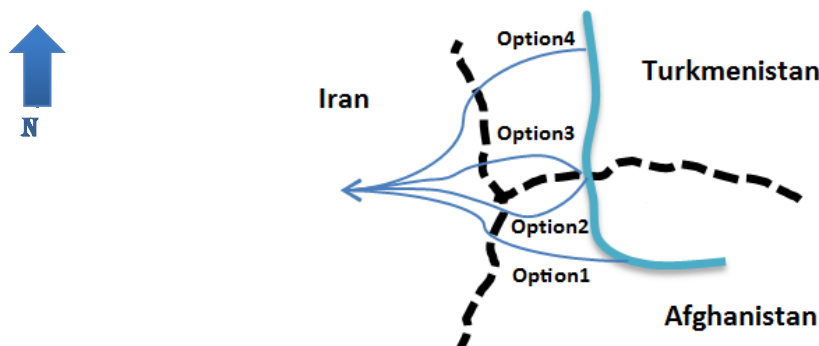 Option4
Turkmenistan
Iran
N
Option3
Option2
Option1
Afghanistan